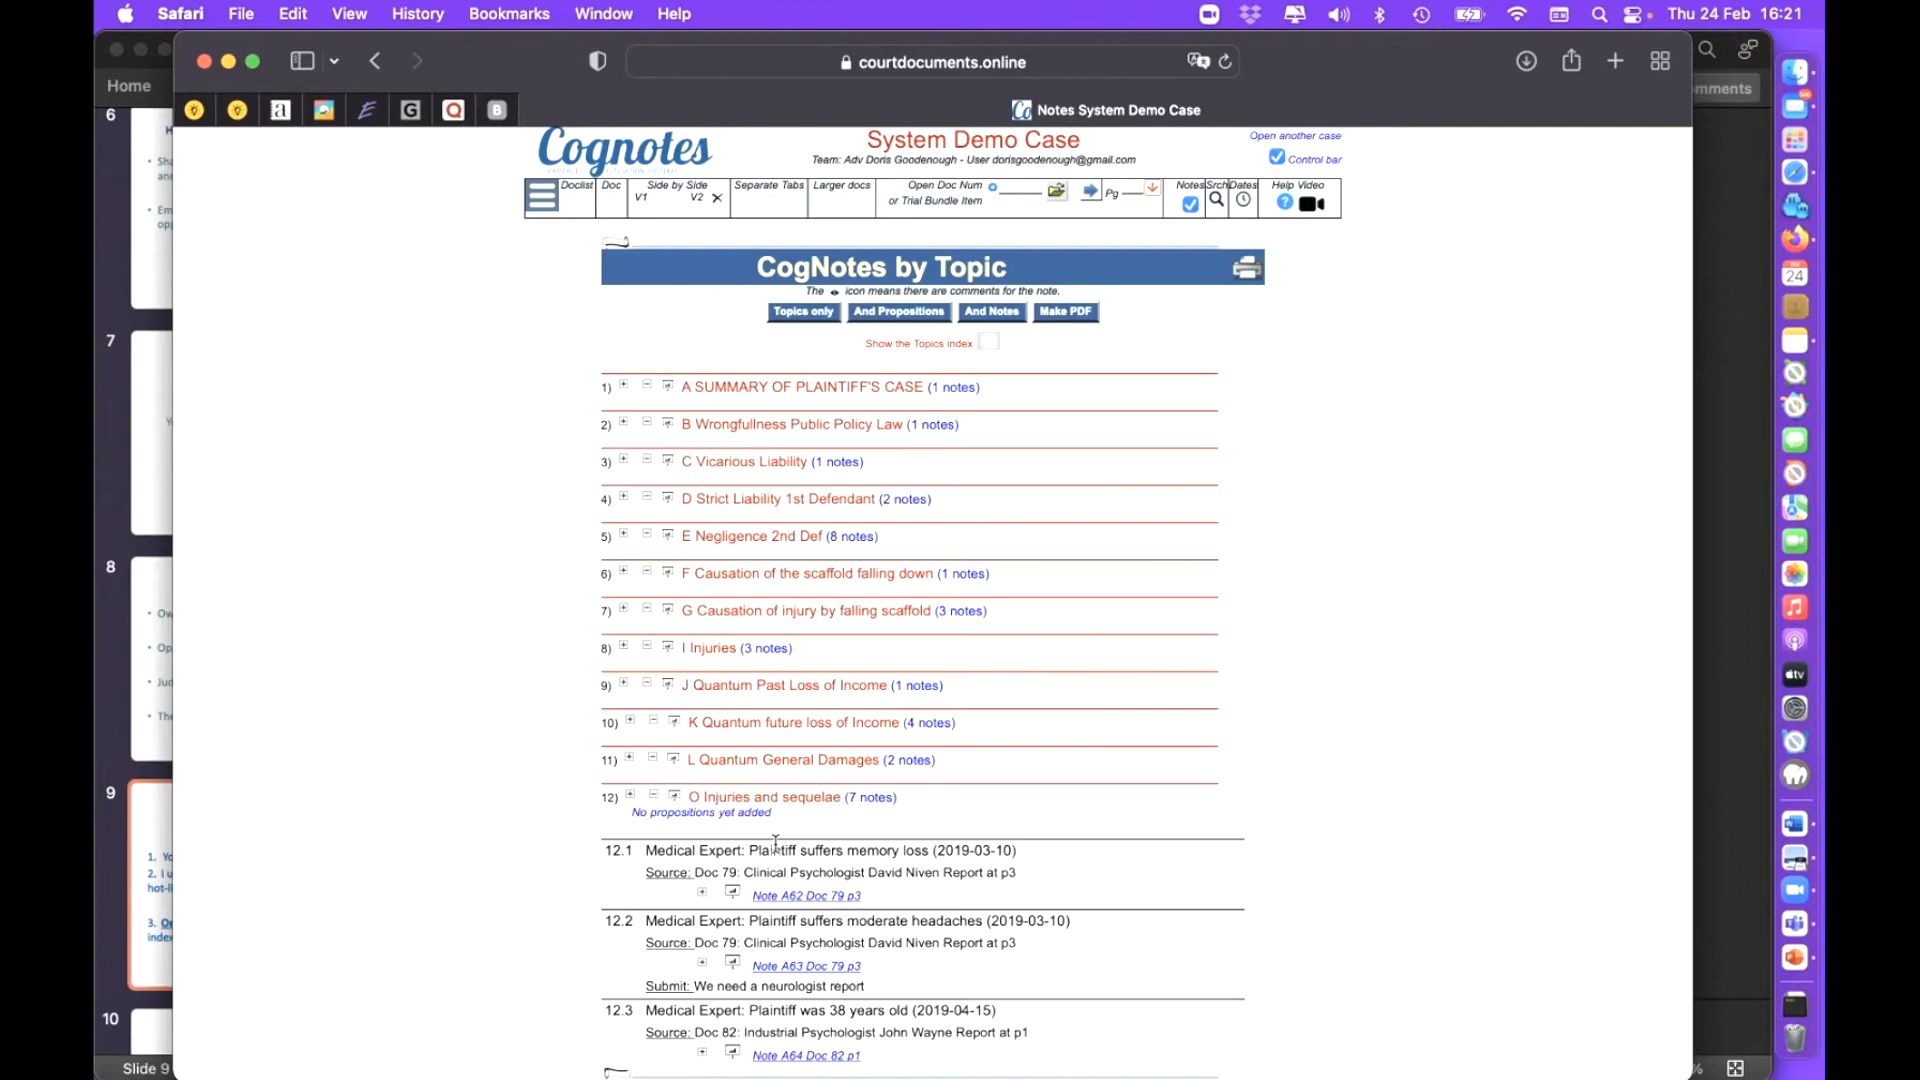 Safari File Edit View History Bookmarks Window Help Thu 24 Feb 16:21
courtdocuments.online
Home
mments
Notes System Demo Case
Cognotes
System Demo Case
Team: Adv Doris Goodenough - User dorisgoodenough@gmail.com
Open another case
Control bar
Doclist Doc Side by Side V1 V2 Separate Tabs Larger docs Open Doc Num or Trial Bundle Item Pg Notes Srch Dates Help Video
CogNotes by Topic
The icon means there are comments for the note.
Topics only And Propositions And Notes Make PDF
Show the Topics index
1) A SUMMARY OF PLAINTIFF'S CASE (1 notes)
2) B Wrongfullness Public Policy Law (1 notes)
3) C Vicarious Liability (1 notes)
4) D Strict Liability 1st Defendant (2 notes)
5) E Negligence 2nd Def (8 notes)
6) F Causation of the scaffold falling down (1 notes)
7) G Causation of injury by falling scaffold (3 notes)
8) I Injuries (3 notes)
9) J Quantum Past Loss of Income (1 notes)
10) K Quantum future loss of Income (4 notes)
11) L Quantum General Damages (2 notes)
12) O Injuries and sequelae (7 notes)
No propositions yet added
12.1 Medical Expert: Plaintiff suffers memory loss (2019-03-10)
Source: Doc 79: Clinical Psychologist David Niven Report at p3
Note A62 Doc 79 p3
12.2 Medical Expert: Plaintiff suffers moderate headaches (2019-03-10)
Source: Doc 79: Clinical Psychologist David Niven Report at p3
Note A63 Doc 79 p3
Submit: We need a neurologist report
12.3 Medical Expert: Plaintiff was 38 years old (2019-04-15)
Source: Doc 82: Industrial Psychologist John Wayne Report at p1
Note A64 Doc 82 p1
6
7
8
9
10
Slide 9
24
tv